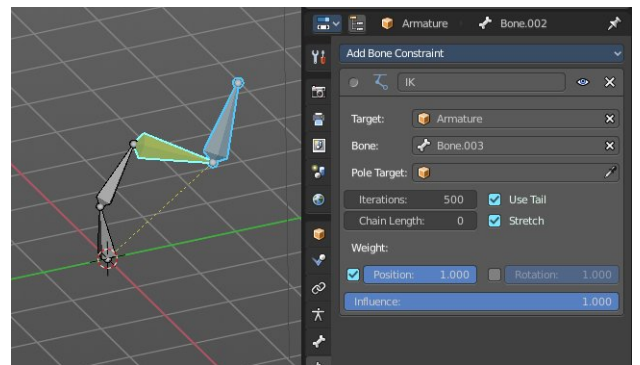 Armature Bone.002
Add Bone Constraint
IK
Target: Armature
Bone: Bone.003
Pole Target:
Iterations: 500 Use Tail
Chain Length: 0 Stretch
Weight:
Position: 1.000 Rotation: 1.000
Influence: 1.000